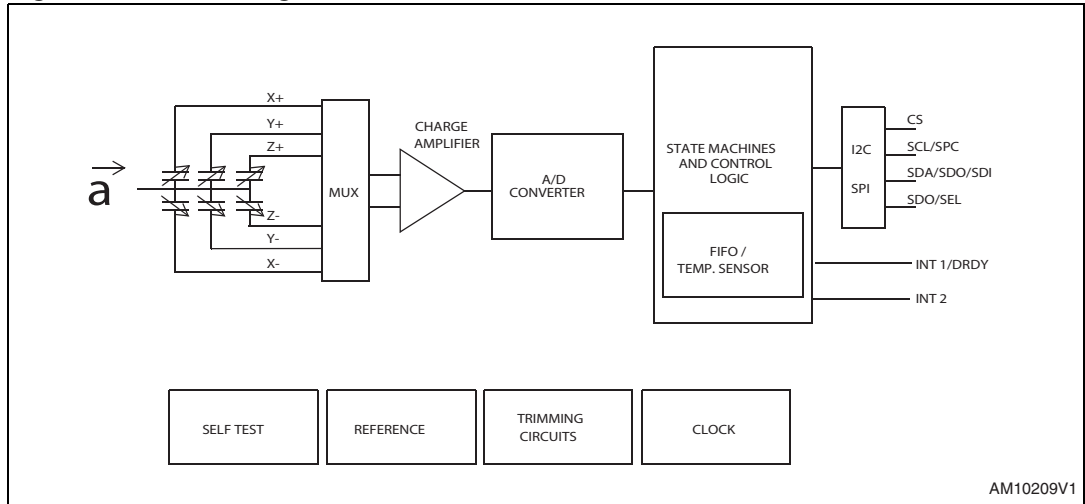 X+
Y+
Z+
a
Z-
Y-
X-
MUX
CHARGE
AMPLIFIER
A/D
CONVERTER
STATE MACHINES
AND CONTROL
LOGIC
FIFO /
TEMP. SENSOR
I2C
SPI
CS
SCL/SPC
SDA/SDO/SDI
SDO/SEL
INT 1/DRDY
INT 2
SELF TEST
REFERENCE
TRIMMING
CIRCUITS
CLOCK
AM10209V1